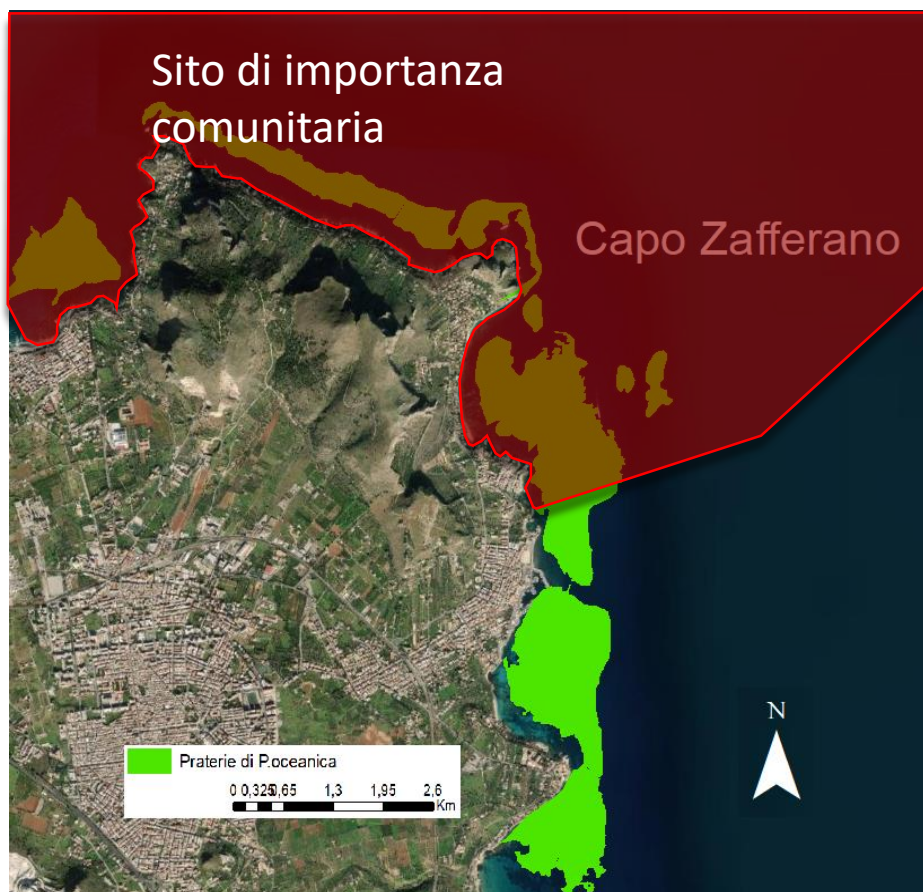 Sito di importanza
comunitaria
Capo Zafferano
N
Praterie di P.oceanica
0 0,325 0,65 1,3 1,95 2,6
Km